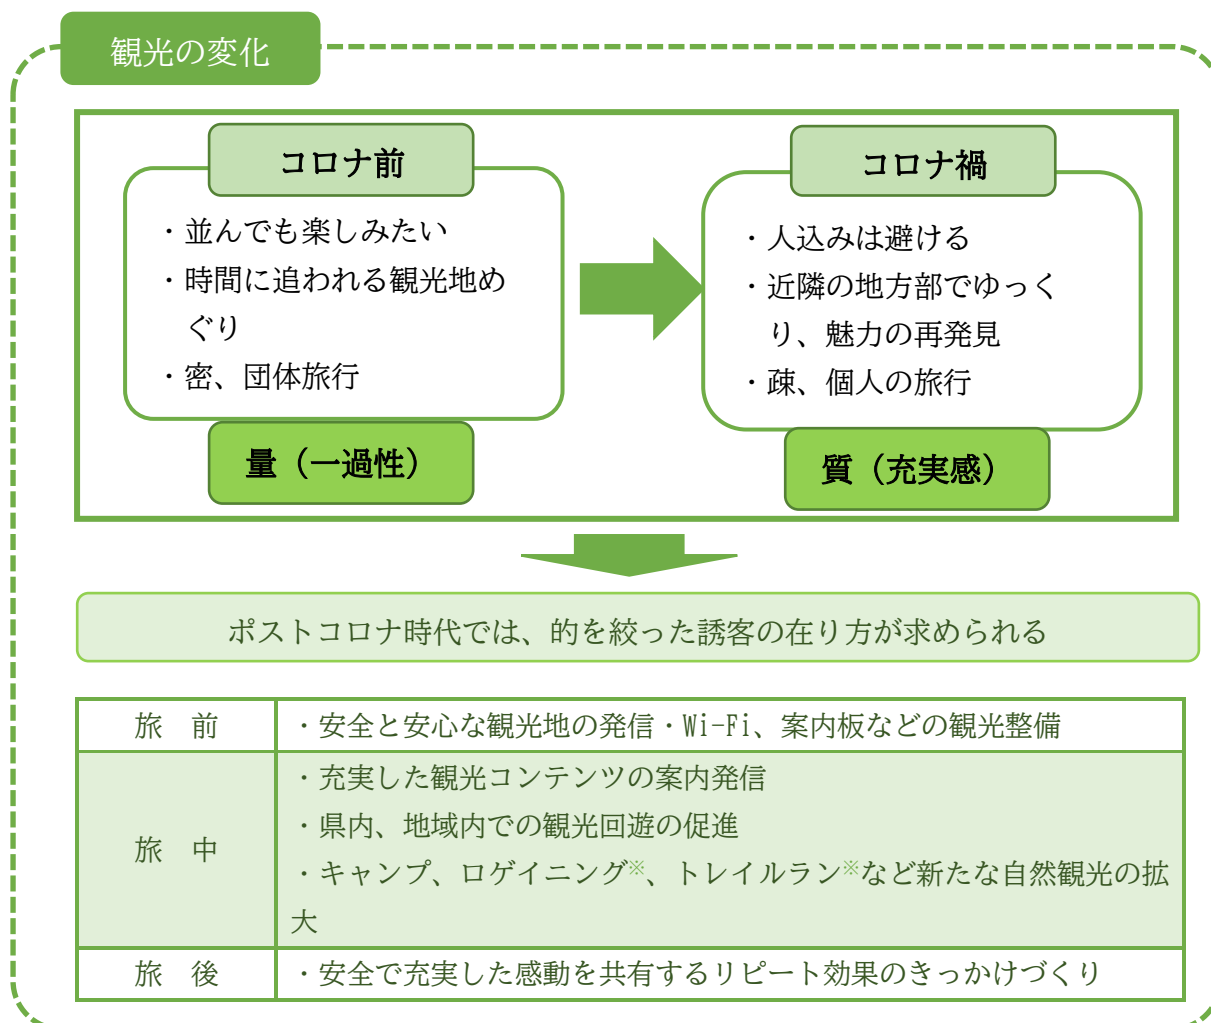 観光の変化
コロナ前
・並んでも楽しみたい
・時間に追われる観光地め
ぐり
・密、団体旅行
量（一過性）
コロナ禍
・人込みは避ける
・近隣の地方部でゆっく
り、魅力の再発見
・疎、個人の旅行
質（充実感）
ポストコロナ時代では、的を絞った誘客の在り方が求められる
旅　前
・安全と安心な観光地の発信・Wi-Fi、案内板などの観光整備
旅　中
・充実した観光コンテンツの案内発信
・県内、地域内での観光回遊の促進
・キャンプ、ロゲイニング※、トレイルラン※など新たな自然観光の拡
大
旅　後
・安全で充実した感動を共有するリピート効果のきっかけづくり